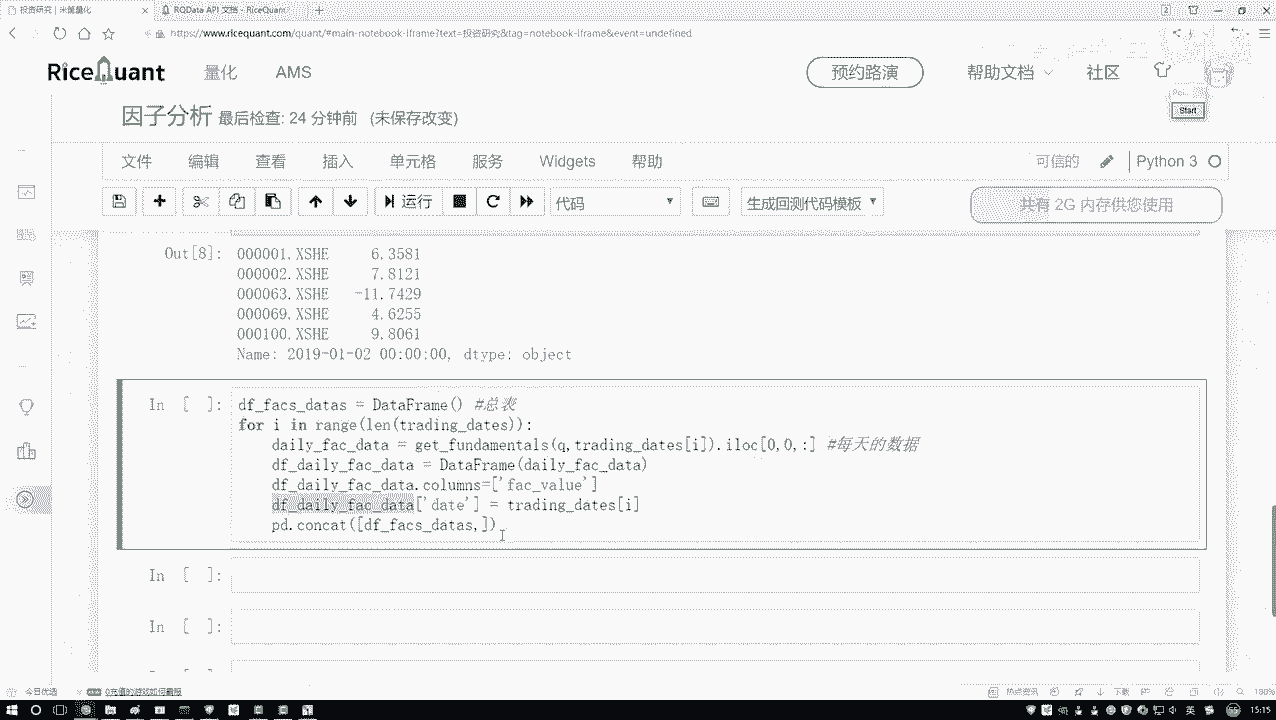 投资研究 | 米筐量化
RQData API 文档 - RiceQuan
https://www.ricequant.com/quant/#main-notebook-iframe?text=投资研究&tag=notebook-iframe&event=undefined
RiceQuant 量化 AMS 预约路演 帮助文档 社区
Start
因子分析 最后检查: 24 分钟前 (未保存改变)
文件 编辑 查看 插入 单元格 服务 Widgets 帮助 可信的 Python 3
运行 代码 生成回测代码模板 共有 2G 内存供您使用
Out[8]: 000001.XSHE 6.3581
000002.XSHE 7.8121
000063.XSHE -11.7429
000069.XSHE 4.6255
000100.XSHE 9.8061
Name: 2019-01-02 00:00:00, dtype: object
In [ ]: df_facs_datas = DataFrame() #总表
for i in range(len(trading_dates)):
daily_fac_data = get_fundamentals(q,trading_dates[i]).iloc[0,0,:] #每天的数据
df_daily_fac_data = DataFrame(daily_fac_data)
df_daily_fac_data.columns=['fac_value']
df_daily_fac_data['date'] = trading_dates[i]
pd.concat([df_facs_datas,])
In [ ]:
In [ ]:
今日优选
热点资讯 下载 180%
英 15:15